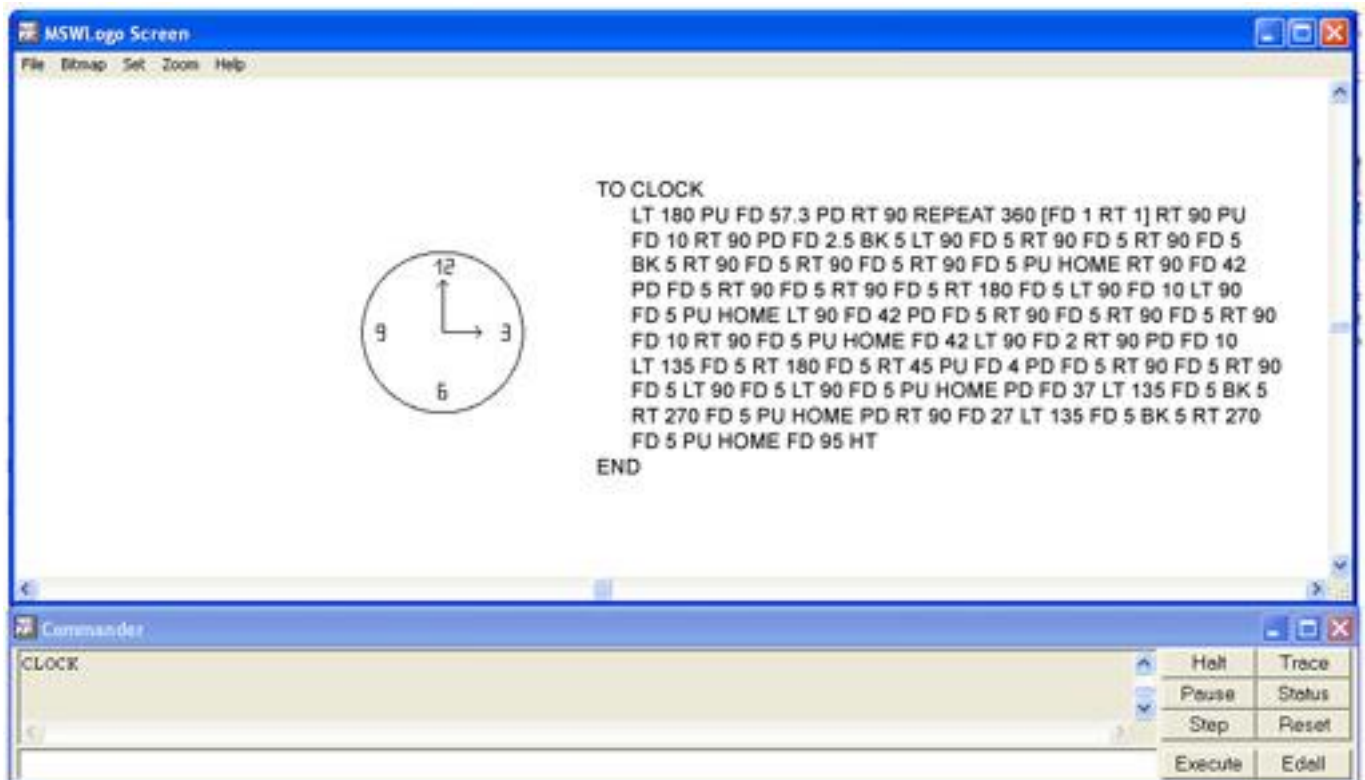 MSWLogo Screen
File Bitmap Set Zoom Help
TO CLOCK
LT 180 PU FD 57.3 PD RT 90 REPEAT 360 [FD 1 RT 1] RT 90 PU
FD 10 RT 90 PD FD 2.5 BK 5 LT 90 FD 5 RT 90 FD 5 RT 90 FD 5
BK 5 RT 90 FD 5 RT 90 FD 5 RT 90 FD 5 PU HOME RT 90 FD 42
PD FD 5 RT 90 FD 5 RT 90 FD 5 RT 180 FD 5 LT 90 FD 10 LT 90
FD 5 PU HOME LT 90 FD 42 PD FD 5 RT 90 FD 5 RT 90 FD 5 RT 90
FD 10 RT 90 FD 5 PU HOME FD 42 LT 90 FD 2 RT 90 PD FD 10
LT 135 FD 5 RT 180 FD 5 RT 45 PU FD 4 PD FD 5 RT 90 FD 5 RT 90
FD 5 LT 90 FD 5 LT 90 FD 5 PU HOME PD FD 37 LT 135 FD 5 BK 5
RT 270 FD 5 PU HOME PD RT 90 FD 27 LT 135 FD 5 BK 5 RT 270
FD 5 PU HOME FD 95 HT
END
12
9 3
6
Commander
CLOCK
Halt Trace
Pause Status
Step Reset
Execute Edall